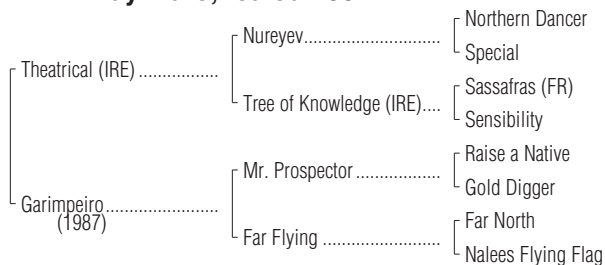 Northern Dancer
Nureyev
Special
Theatrical (IRE)
Sassafras (FR)
Tree of Knowledge (IRE)
Sensibility
Raise a Native
Mr. Prospector
Gold Digger
Garimpeiro
(1987)
Far North
Far Flying
Nalees Flying Flag